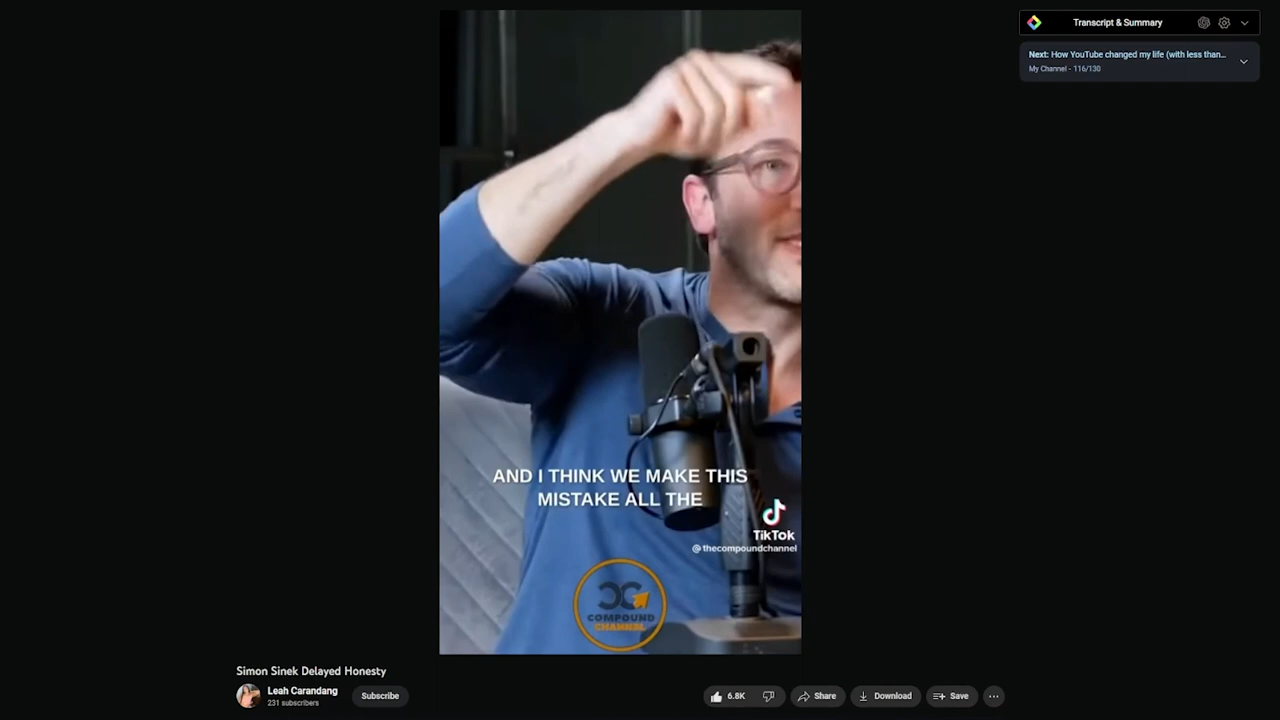 Transcript & Summary
Next: How YouTube changed my life (with less than...
My Channel - 116/130
AND I THINK WE MAKE THIS
MISTAKE ALL THE
TikTok
@thecompoundchannel
CC
COMPOUND
CHANNEL
Simon Sinek Delayed Honesty
Leah Carandang
231 subscribers
Subscribe
6.8K
Share
Download
Save